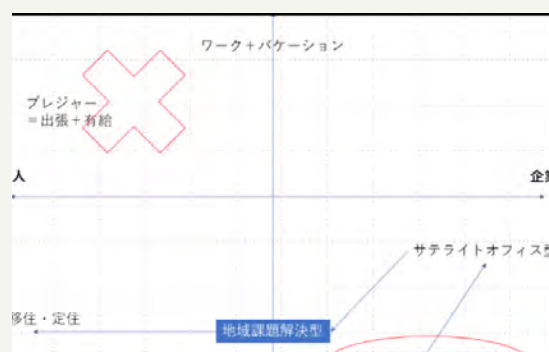 ワーク＋バケーション
ブレジャー
＝出張＋有給
人
企業
サテライトオフィス型
移住・定住
地域課題解決型